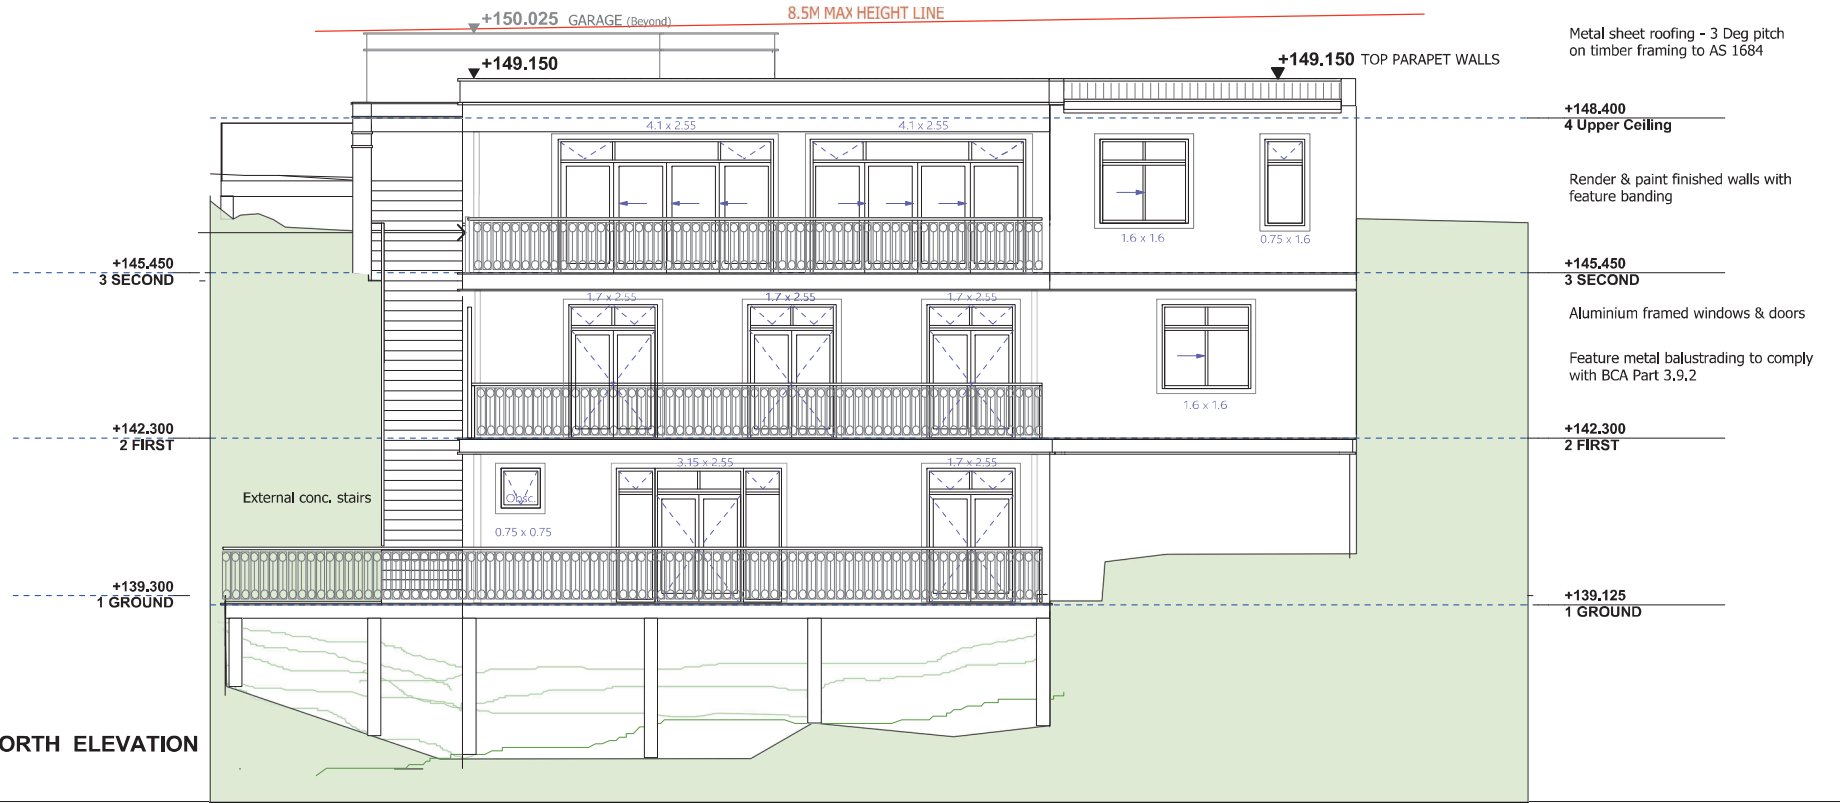 8.5M MAX HEIGHT LINE
+150.025 GARAGE (Beyond)
Metal sheet roofing - 3 Deg pitch
on timber framing to AS 1684
+149.150
+149.150 TOP PARAPET WALLS
+148.400
4 Upper Ceiling
4.1 x 2.55
4.1 x 2.55
Render & paint finished walls with
feature banding
1.6 x 1.6
0.75 x 1.6
+145.450
3 SECOND
+145.450
3 SECOND
1.7 x 2.55
1.7 x 2.55
1.7 x 2.55
Aluminium framed windows & doors
Feature metal balustrading to comply
with BCA Part 3.9.2
1.6 x 1.6
+142.300
2 FIRST
+142.300
2 FIRST
3.15 x 2.55
1.7 x 2.55
External conc. stairs
Obsc.
0.75 x 0.75
+139.300
1 GROUND
+139.125
1 GROUND
ORTH ELEVATION